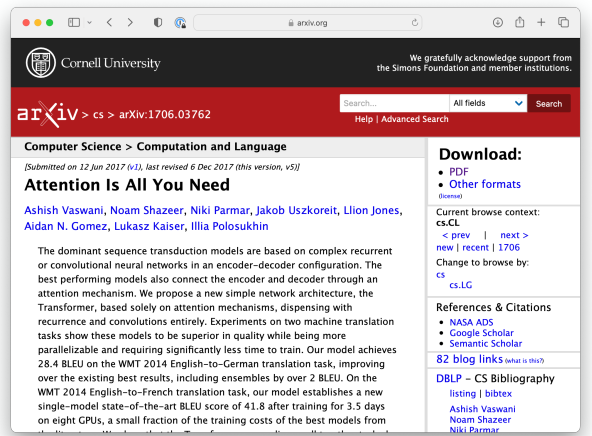 arxiv.org
Cornell University
We gratefully acknowledge support from
the Simons Foundation and member institutions.
arXiv > cs > arXiv:1706.03762
Search...
All fields
Search
Help | Advanced Search
Computer Science > Computation and Language
[Submitted on 12 Jun 2017 (v1), last revised 6 Dec 2017 (this version, v5)]
Attention Is All You Need
Ashish Vaswani, Noam Shazeer, Niki Parmar, Jakob Uszkoreit, Llion Jones,
Aidan N. Gomez, Lukasz Kaiser, Illia Polosukhin
The dominant sequence transduction models are based on complex recurrent
or convolutional neural networks in an encoder-decoder configuration. The
best performing models also connect the encoder and decoder through an
attention mechanism. We propose a new simple network architecture, the
Transformer, based solely on attention mechanisms, dispensing with
recurrence and convolutions entirely. Experiments on two machine translation
tasks show these models to be superior in quality while being more
parallelizable and requiring significantly less time to train. Our model achieves
28.4 BLEU on the WMT 2014 English-to-German translation task, improving
over the existing best results, including ensembles by over 2 BLEU. On the
WMT 2014 English-to-French translation task, our model establishes a new
single-model state-of-the-art BLEU score of 41.8 after training for 3.5 days
on eight GPUs, a small fraction of the training costs of the best models from
Download:
PDF
Other formats
(license)
Current browse context:
cs.CL
< prev | next >
new | recent | 1706
Change to browse by:
cs
cs.LG
References & Citations
NASA ADS
Google Scholar
Semantic Scholar
82 blog links (what is this?)
DBLP - CS Bibliography
listing | bibtex
Ashish Vaswani
Noam Shazeer
Niki Parmar